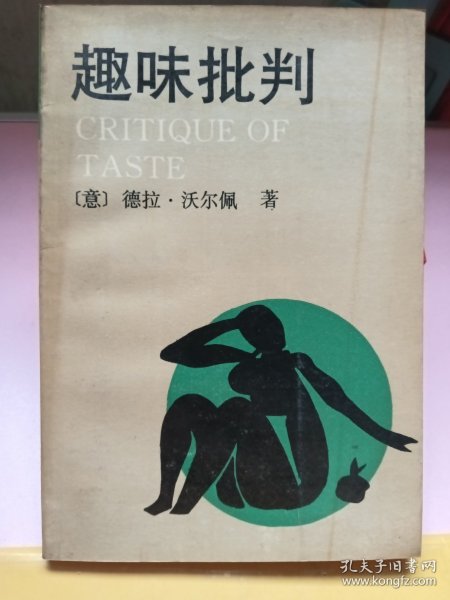 趣味批判
CRITIQUE OF
TASTE
〔意〕德拉·沃尔佩 著
孔夫子旧书网
www.kongfz.com